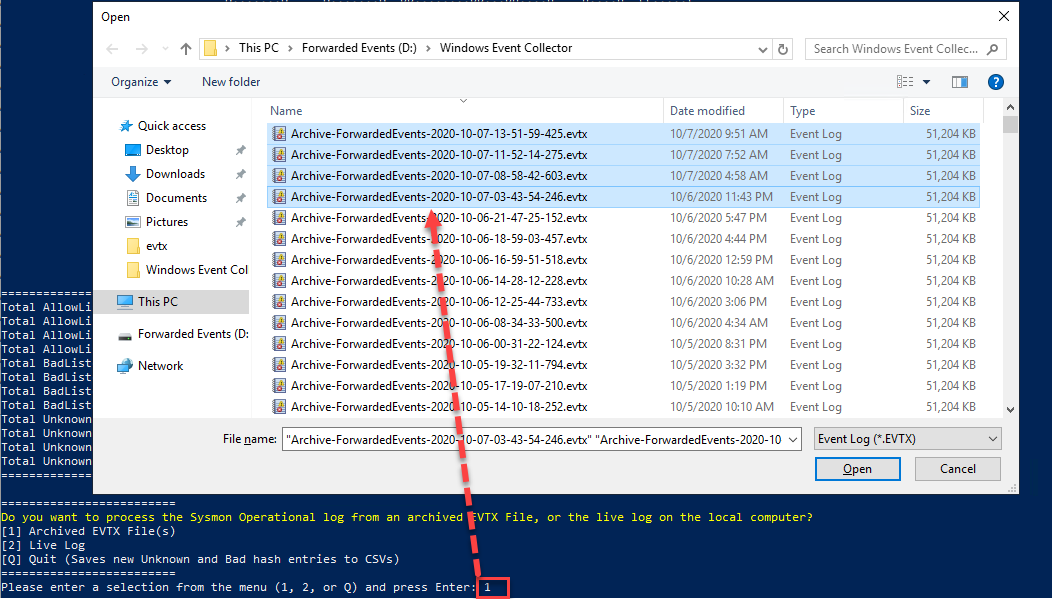 Open
This PC > Forwarded Events (D:) > Windows Event Collector
Search Windows Event Collec...
Organize New folder
Name Date modified Type Size
Quick access
Desktop
Downloads
Documents
Pictures
evtx
Windows Event Col
This PC
Forwarded Events (D:
Network
Archive-ForwardedEvents-2020-10-07-13-51-59-425.evtx 10/7/2020 9:51 AM Event Log 51,204 KB
Archive-ForwardedEvents-2020-10-07-11-52-14-275.evtx 10/7/2020 7:52 AM Event Log 51,204 KB
Archive-ForwardedEvents-2020-10-07-08-58-42-603.evtx 10/7/2020 4:58 AM Event Log 51,204 KB
Archive-ForwardedEvents-2020-10-07-03-43-54-246.evtx 10/6/2020 11:43 PM Event Log 51,204 KB
Archive-ForwardedEvents-2020-10-06-21-47-25-152.evtx 10/6/2020 5:47 PM Event Log 51,204 KB
Archive-ForwardedEvents-2020-10-06-18-59-03-457.evtx 10/6/2020 4:44 PM Event Log 51,204 KB
Archive-ForwardedEvents-2020-10-06-16-59-51-518.evtx 10/6/2020 12:59 PM Event Log 51,204 KB
Archive-ForwardedEvents-2020-10-06-14-28-12-228.evtx 10/6/2020 10:28 AM Event Log 51,204 KB
Archive-ForwardedEvents-2020-10-06-12-25-44-733.evtx 10/6/2020 3:06 PM Event Log 51,204 KB
Archive-ForwardedEvents-2020-10-06-08-34-33-500.evtx 10/6/2020 4:34 AM Event Log 51,204 KB
Archive-ForwardedEvents-2020-10-06-00-31-22-124.evtx 10/5/2020 8:31 PM Event Log 51,204 KB
Archive-ForwardedEvents-2020-10-05-19-32-11-794.evtx 10/5/2020 3:32 PM Event Log 51,204 KB
Archive-ForwardedEvents-2020-10-05-17-19-07-210.evtx 10/5/2020 1:19 PM Event Log 51,204 KB
Archive-ForwardedEvents-2020-10-05-14-10-18-252.evtx 10/5/2020 10:10 AM Event Log 51,204 KB
File name: "Archive-ForwardedEvents-2020-10-07-03-43-54-246.evtx" "Archive-ForwardedEvents-2020-10 Event Log (*.EVTX)
Open Cancel
=============
Total AllowLi
Total AllowLi
Total AllowLi
Total AllowLi
Total BadList
Total BadList
Total BadList
Total BadList
Total Unknown
Total Unknown
Total Unknown
Total Unknown
=============
=========================
Do you want to process the Sysmon Operational log from an archived EVTX File, or the live log on the local computer?
[1] Archived EVTX File(s)
[2] Live Log
[Q] Quit (Saves new Unknown and Bad hash entries to CSVs)
=========================
Please enter a selection from the menu (1, 2, or Q) and press Enter: 1